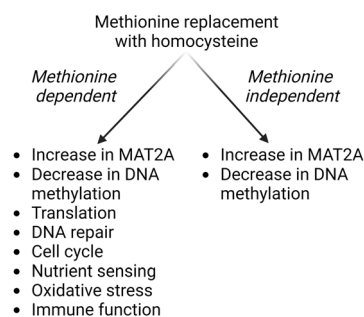 Methionine replacement
with homocysteine
Methionine
dependent
Methionine
independent
• Increase in MAT2A
• Decrease in DNA
methylation
• Translation
• DNA repair
• Cell cycle
• Nutrient sensing
• Oxidative stress
• Immune function
• Increase in MAT2A
• Decrease in DNA
methylation